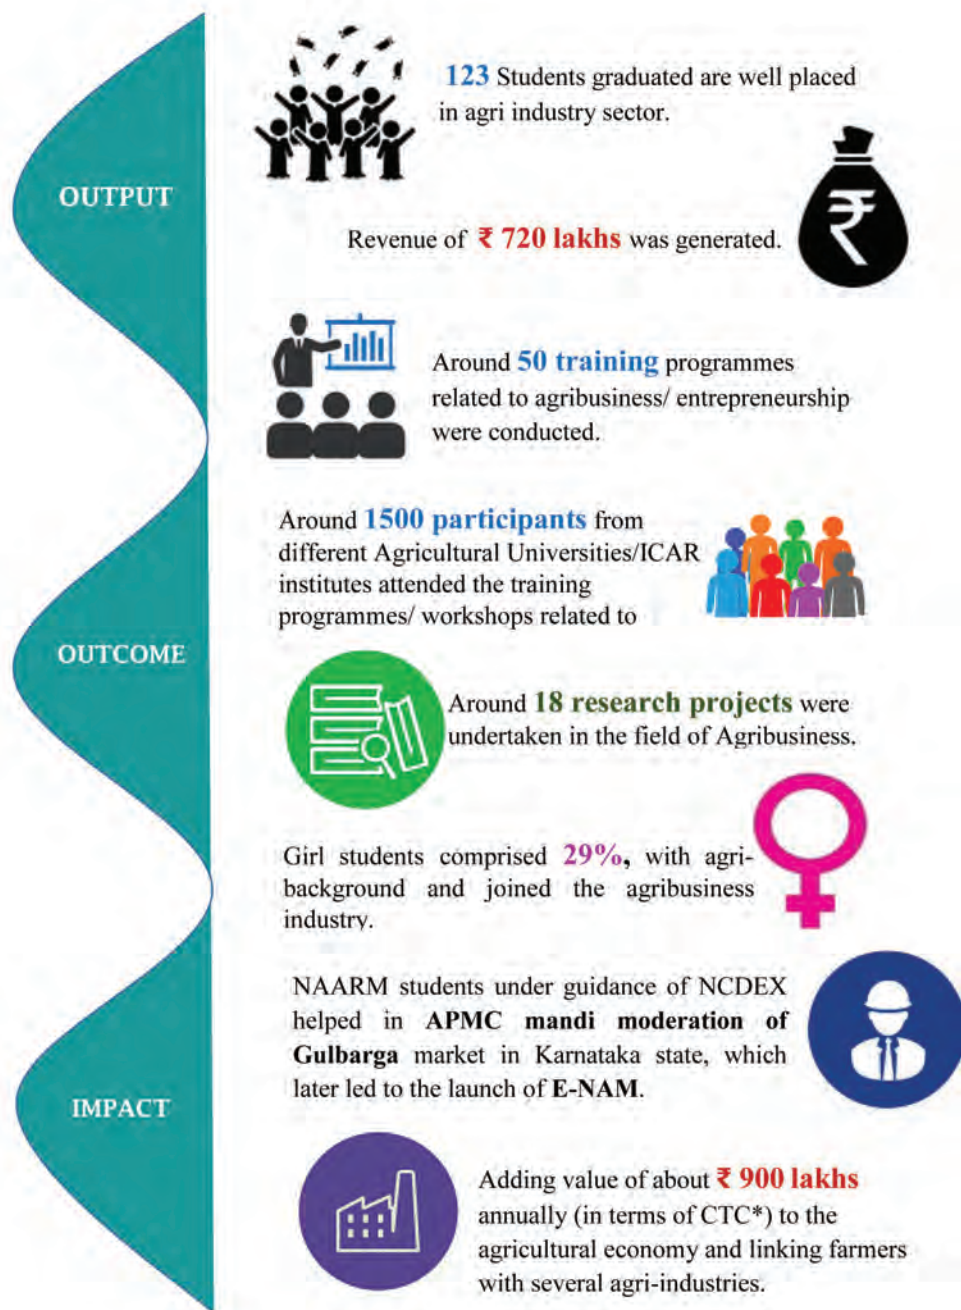 123 Students graduated are well placed
in agri industry sector.
OUTPUT
Revenue of ₹ 720 lakhs was generated.
Around 50 training programmes
related to agribusiness/ entrepreneurship
were conducted.
Around 1500 participants from
different Agricultural Universities/ICAR
institutes attended the training
programmes/ workshops related to
OUTCOME
Around 18 research projects were
undertaken in the field of Agribusiness.
Girl students comprised 29%, with agri-
background and joined the agribusiness
industry.
NAARM students under guidance of NCDEX
helped in APMC mandi moderation of
Gulbarga market in Karnataka state, which
later led to the launch of E-NAM.
IMPACT
Adding value of about ₹ 900 lakhs
annually (in terms of CTC*) to the
agricultural economy and linking farmers
with several agri-industries.